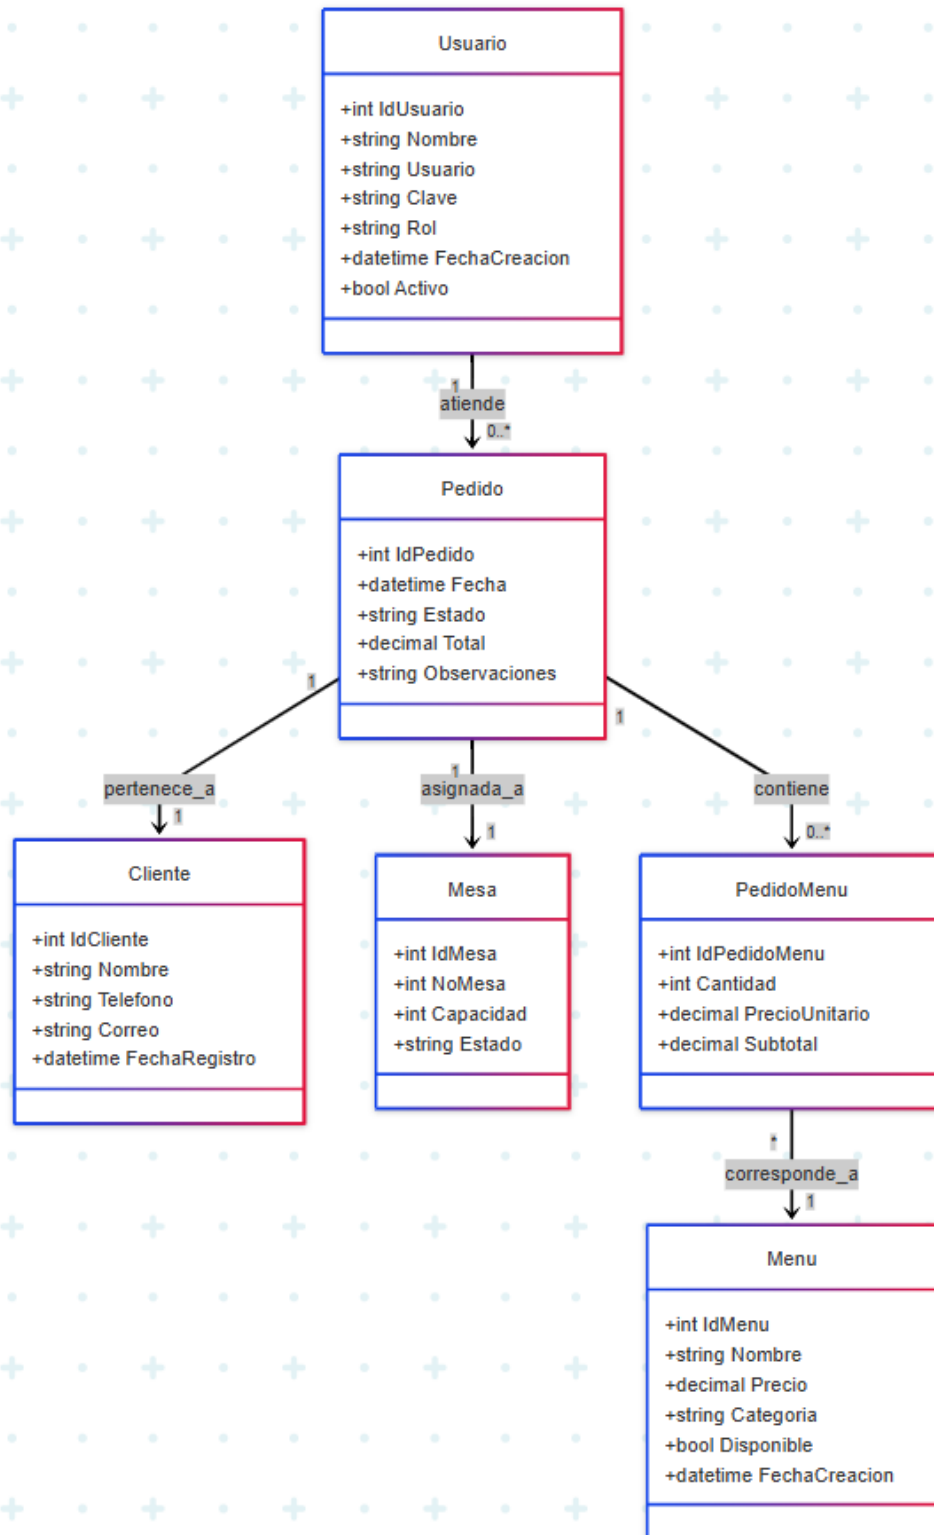 Usuario
+int IdUsuario
+string Nombre
+string Usuario
+string Clave
+string Rol
+datetime FechaCreacion
+bool Activo
1
atiende
0..*
Pedido
+int IdPedido
+datetime Fecha
+string Estado
+decimal Total
+string Observaciones
1
pertenece_a
1
1
asignada_a
1
1
contiene
0..*
Cliente
+int IdCliente
+string Nombre
+string Telefono
+string Correo
+datetime FechaRegistro
Mesa
+int IdMesa
+int NoMesa
+int Capacidad
+string Estado
PedidoMenu
+int IdPedidoMenu
+int Cantidad
+decimal PrecioUnitario
+decimal Subtotal
*
corresponde_a
1
Menu
+int IdMenu
+string Nombre
+decimal Precio
+string Categoria
+bool Disponible
+datetime FechaCreacion